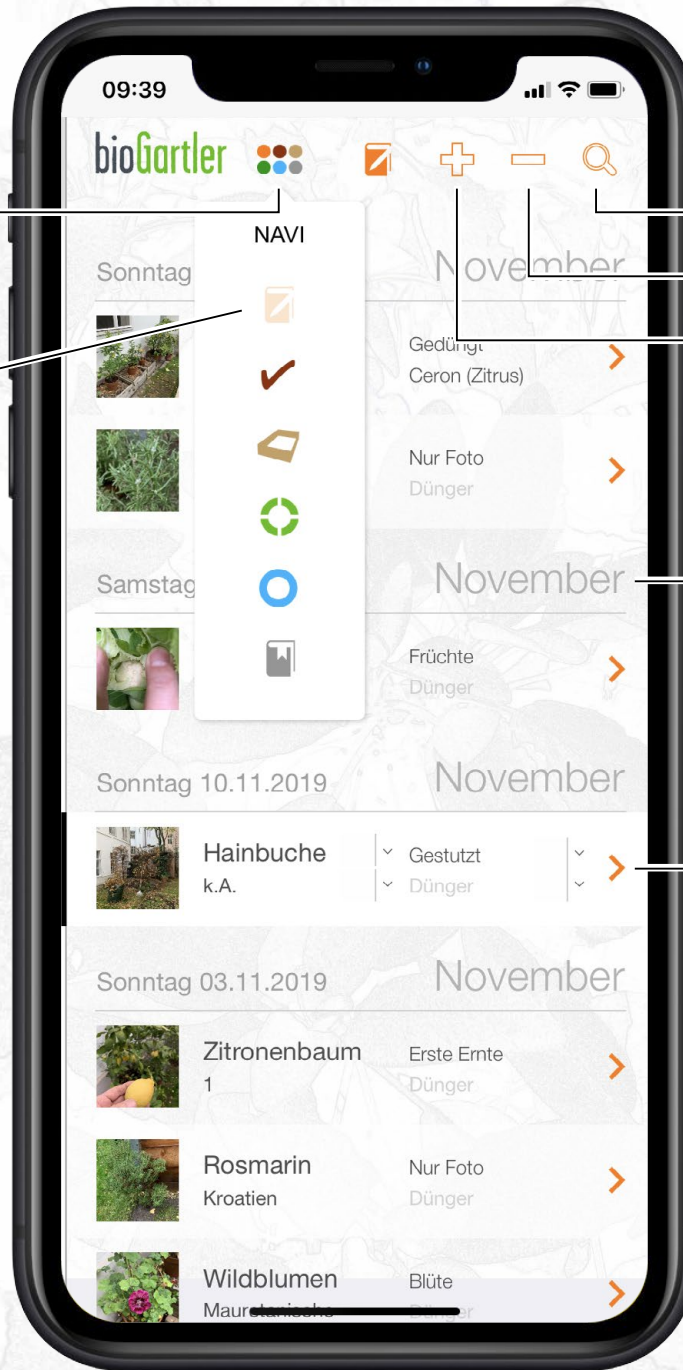 09:39
bioGartler
NAVI
Sonntag
November
Gedüngt
Ceron (Zitrus)
Nur Foto
Dünger
Samstag
November
Früchte
Dünger
Sonntag 10.11.2019
November
Hainbuche
Gestutzt
k.A.
Dünger
Sonntag 03.11.2019
November
Zitronenbaum
Erste Ernte
1
Dünger
Rosmarin
Nur Foto
Kroatien
Dünger
Wildblumen
Blüte
Mauretanische
Dünger